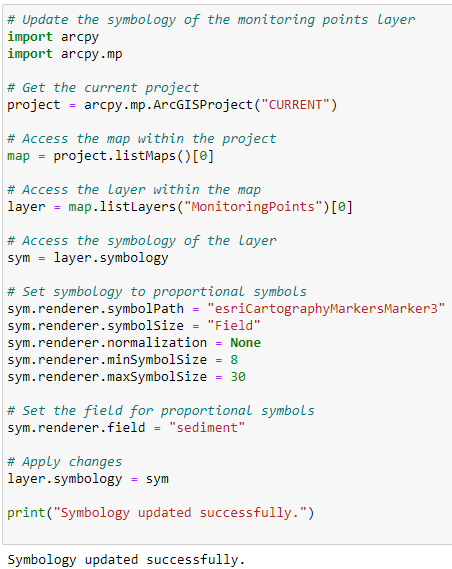 # Update the symbology of the monitoring points layer
import arcpy
import arcpy.mp
# Get the current project
project = arcpy.mp.ArcGISProject("CURRENT")
# Access the map within the project
map = project.listMaps()[0]
# Access the layer within the map
layer = map.listLayers("MonitoringPoints")[0]
# Access the symbology of the layer
sym = layer.symbology
# Set symbology to proportional symbols
sym.renderer.symbolPath = "esriCartographyMarkersMarker3"
sym.renderer.symbolSize = "Field"
sym.renderer.normalization = None
sym.renderer.minSymbolSize = 8
sym.renderer.maxSymbolSize = 30
# Set the field for proportional symbols
sym.renderer.field = "sediment"
# Apply changes
layer.symbology = sym
print("Symbology updated successfully.")
Symbology updated successfully.